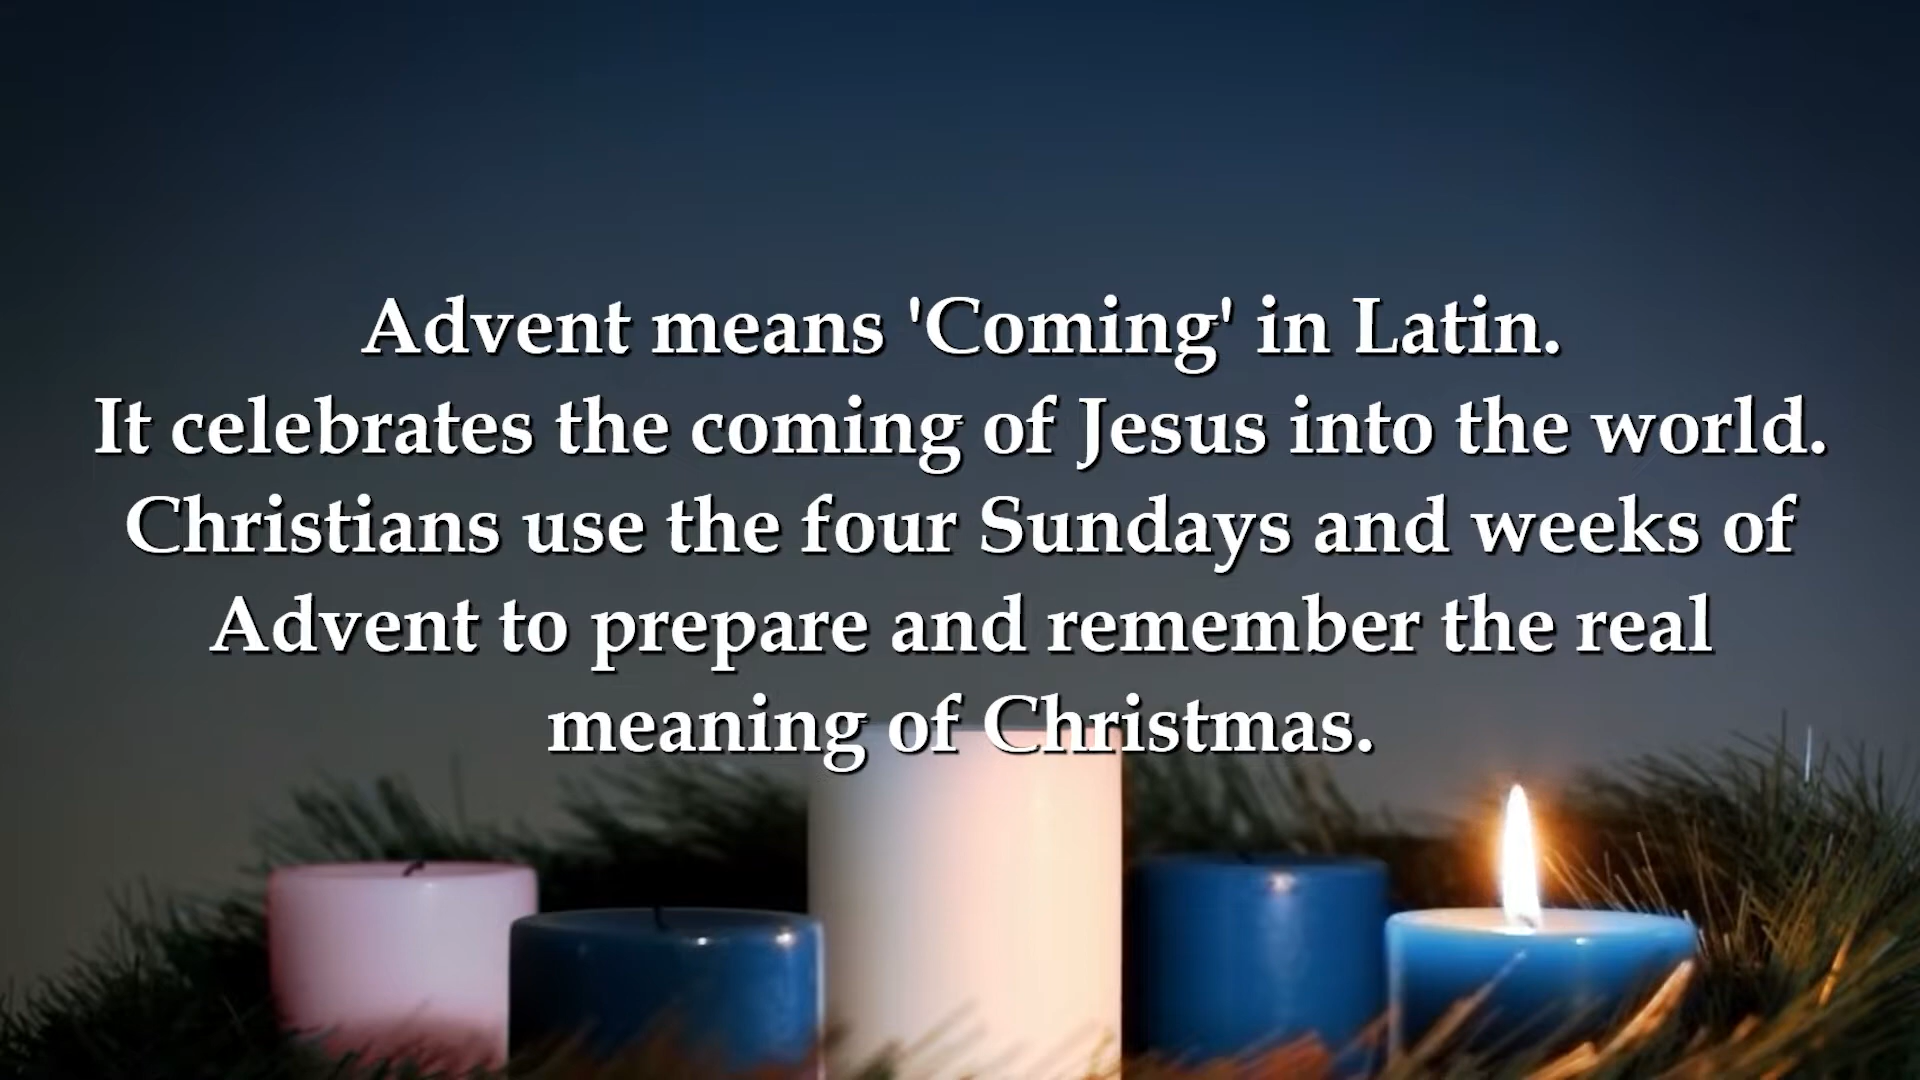 Advent means 'Coming' in Latin.
It celebrates the coming of Jesus into the world.
Christians use the four Sundays and weeks of
Advent to prepare and remember the real
meaning of Christmas.